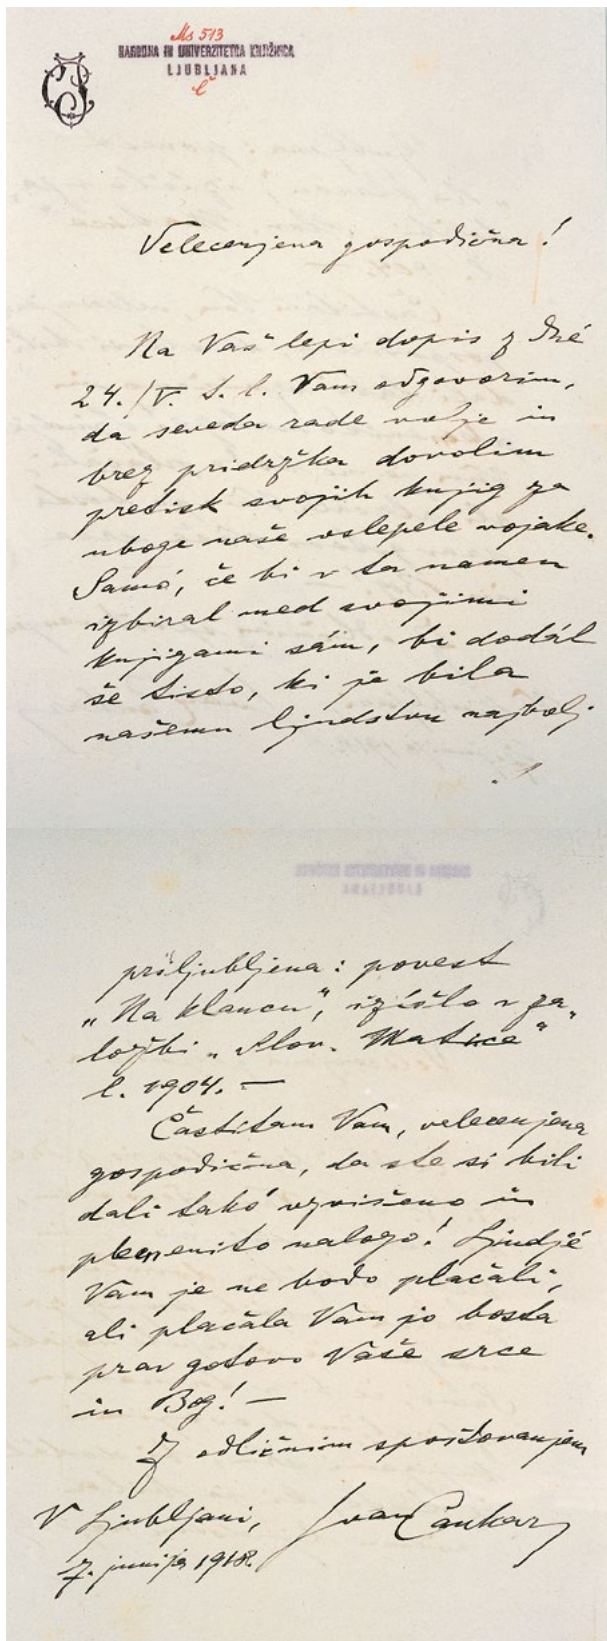 Ms 513
NARODNA IN UNIVERZITETNA KNJIŽNICA
LJUBLJANA
Č
Velecenjena gospodična!
Na Vaš lepi dopis z dné
24./V. t. l. Vam odgovorim,
da seveda rade volje in
brez pridržka dovolim
pretisk svojih knjig za
uboge naše oslepele vojake.
Samó, če bi v ta namen
izbiral med svojimi
knjigami sám, bi dodál
še tisto, ki je bila
našemu ljudstvu najbolj
./.
priljubljena: povest
„Na klancu“, izišlo v za„
ložbi „Slov. Matice“
l. 1904. —
Častitam Vam, velecenjena
gospodična, da ste si bili
dali takó vzvišeno in
plemenito nalogo! Ljudjé
Vam je ne bodo plačali,
ali plačala Vam jo bosta
prav gotovo Vaše srce
in Bog! —
Z odličnim spoštovanjem
Ivan Cankar
V Ljubljani,
7. junija 1918.